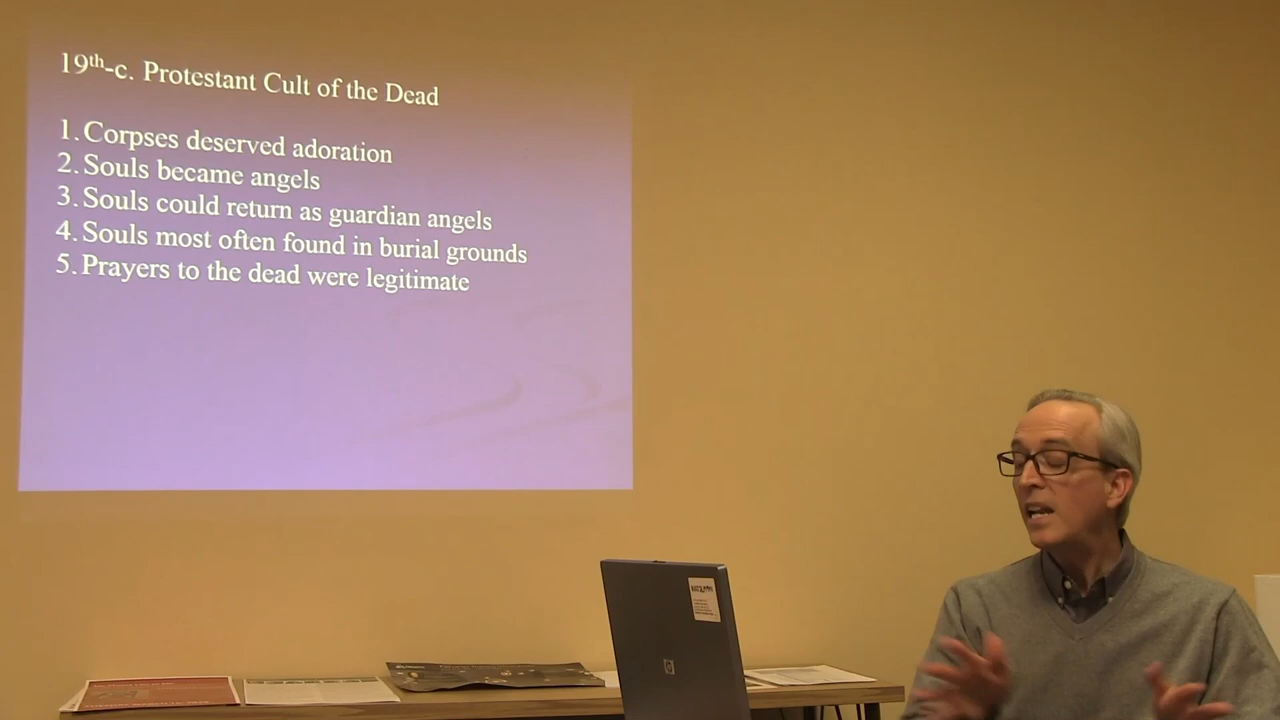 19th-c. Protestant Cult of the Dead
1. Corpses deserved adoration
2. Souls became angels
3. Souls could return as guardian angels
4. Souls most often found in burial grounds
5. Prayers to the dead were legitimate
hp